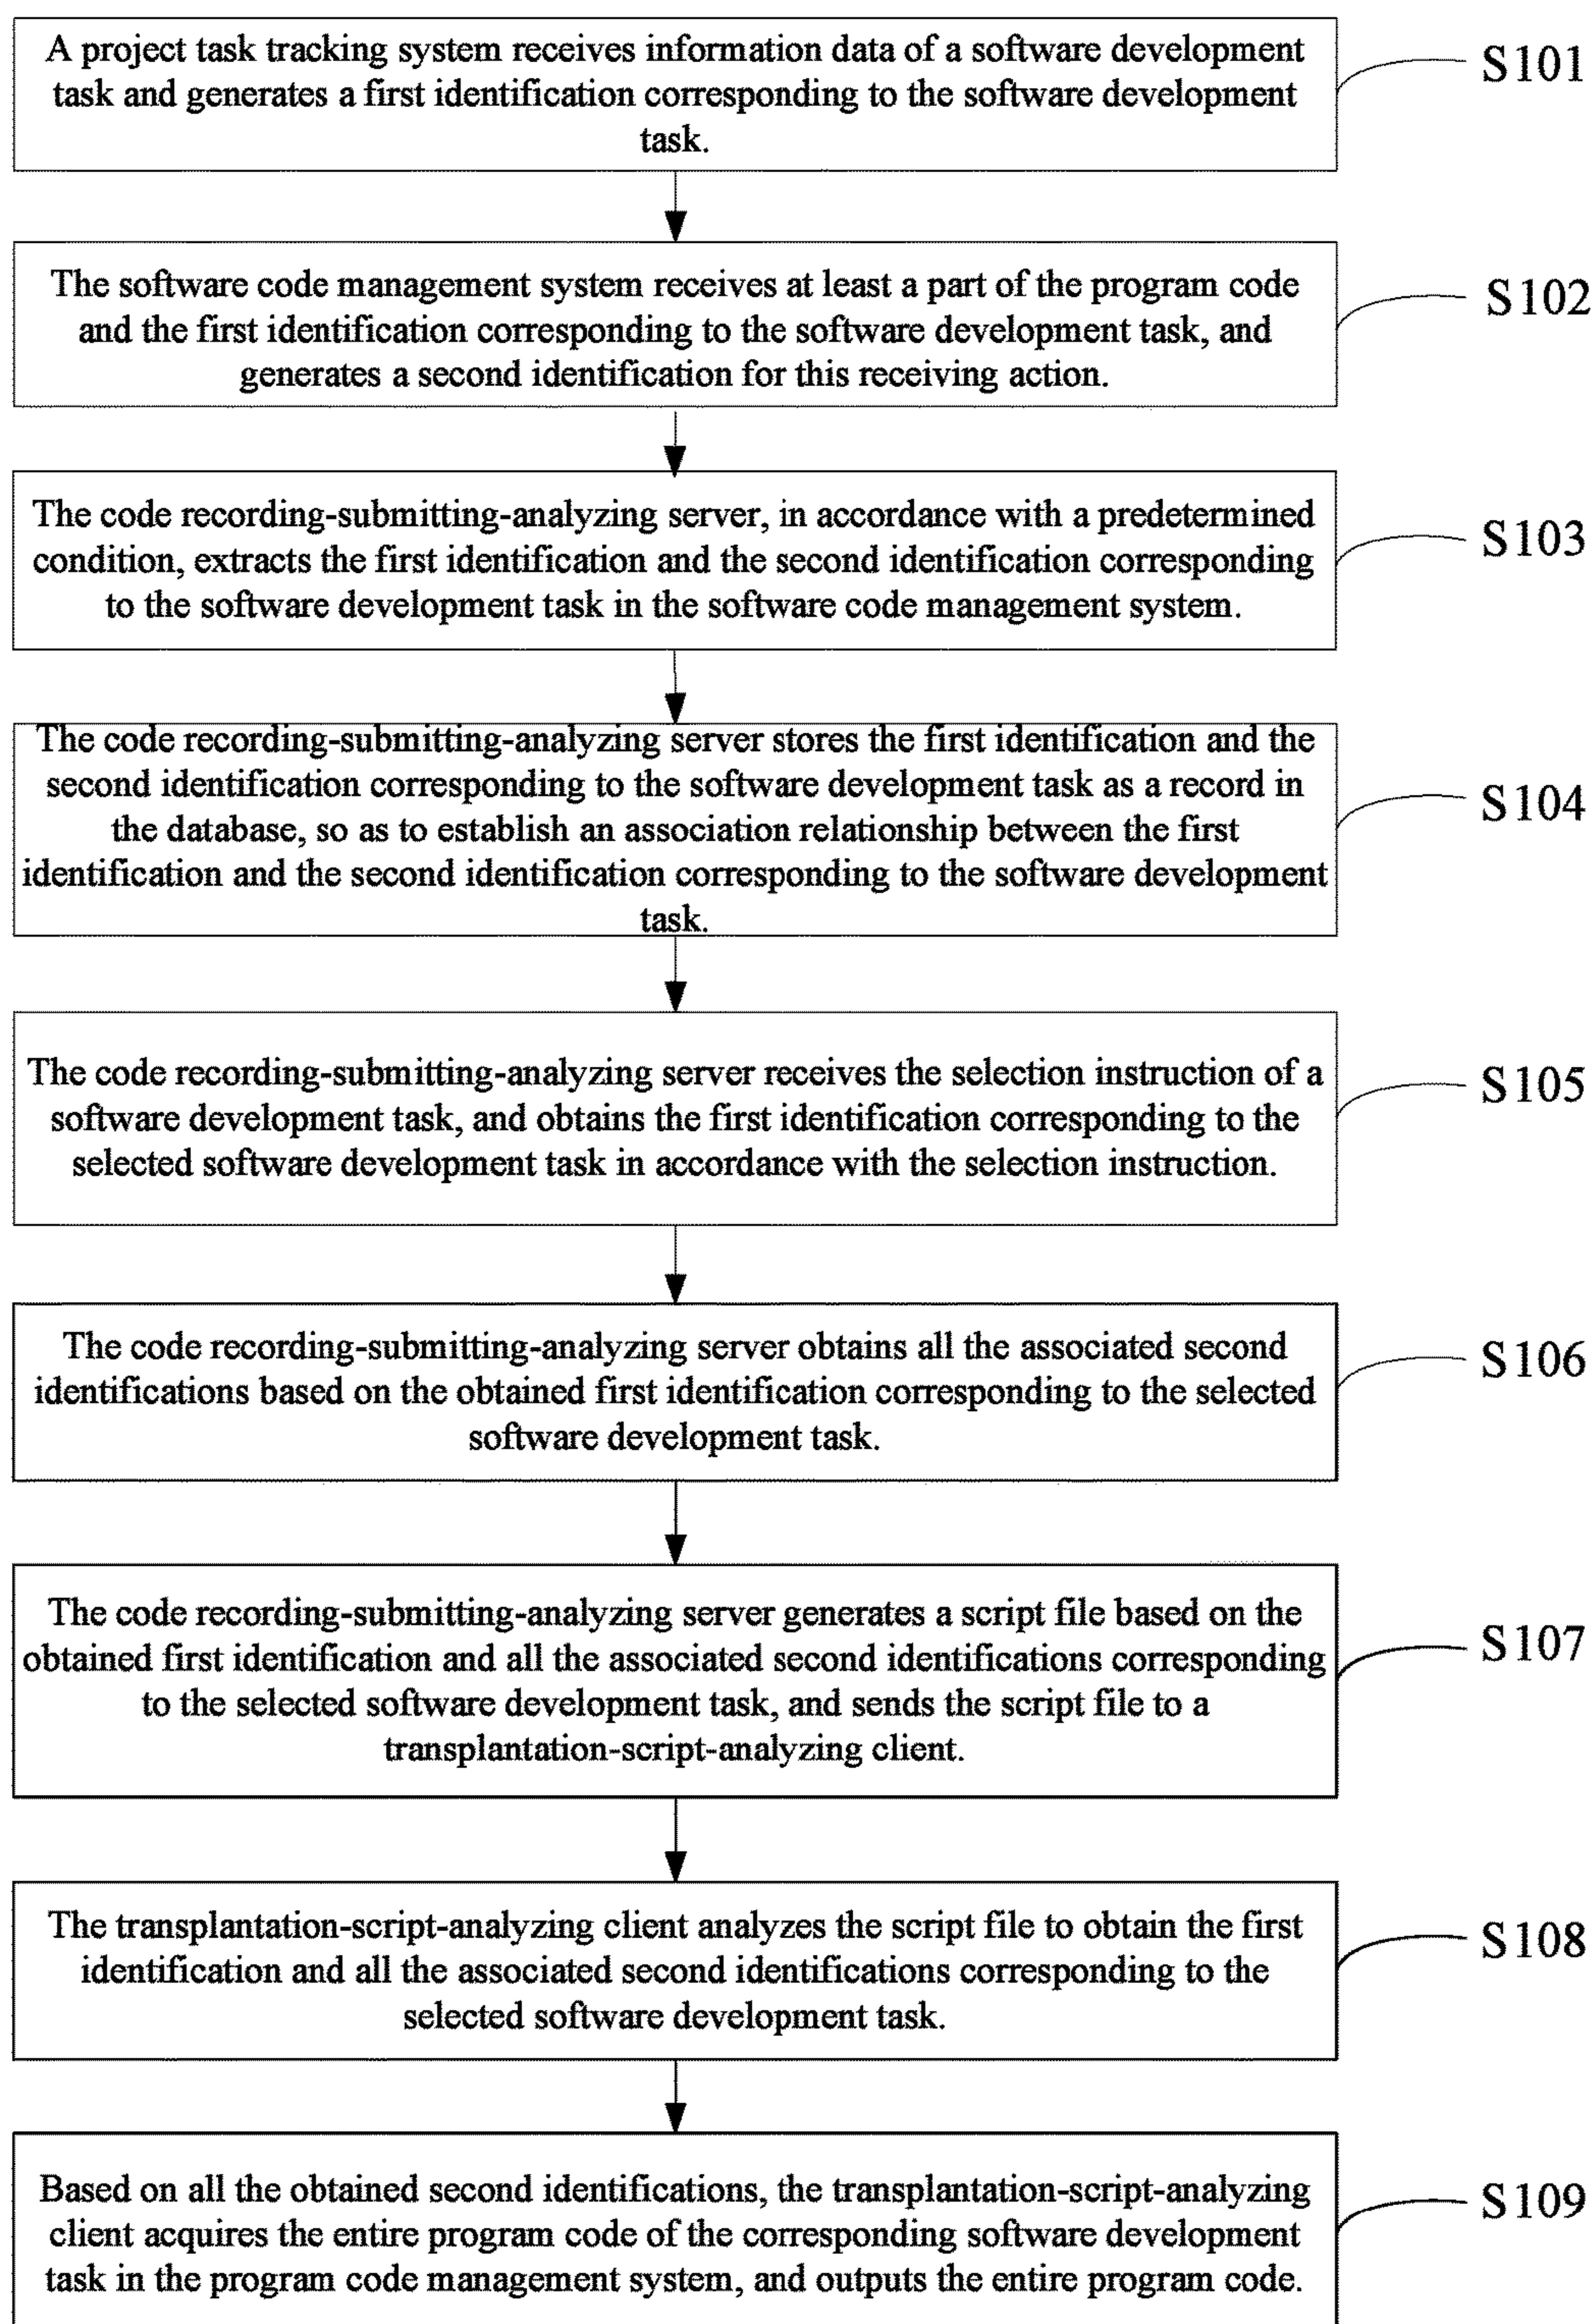 A project task tracking system receives information data of a software development
task and generates a first identification corresponding to the software development
task.
S101
The software code management system receives at least a part of the program code
and the first identification corresponding to the software development task, and
generates a second identification for this receiving action.
S102
The code recording-submitting-analyzing server, in accordance with a predetermined
condition, extracts the first identification and the second identification corresponding
to the software development task in the software code management system.
S103
The code recording-submitting-analyzing server stores the first identification and the
second identification corresponding to the software development task as a record in
the database, so as to establish an association relationship between the first
identification and the second identification corresponding to the software development
task.
S104
The code recording-submitting-analyzing server receives the selection instruction of a
software development task, and obtains the first identification corresponding to the
selected software development task in accordance with the selection instruction.
S105
The code recording-submitting-analyzing server obtains all the associated second
identifications based on the obtained first identification corresponding to the selected
software development task.
S106
The code recording-submitting-analyzing server generates a script file based on the
obtained first identification and all the associated second identifications corresponding
to the selected software development task, and sends the script file to a
transplantation-script-analyzing client.
S107
The transplantation-script-analyzing client analyzes the script file to obtain the first
identification and all the associated second identifications corresponding to the
selected software development task.
S108
Based on all the obtained second identifications, the transplantation-script-analyzing
client acquires the entire program code of the corresponding software development
task in the program code management system, and outputs the entire program code.
S109